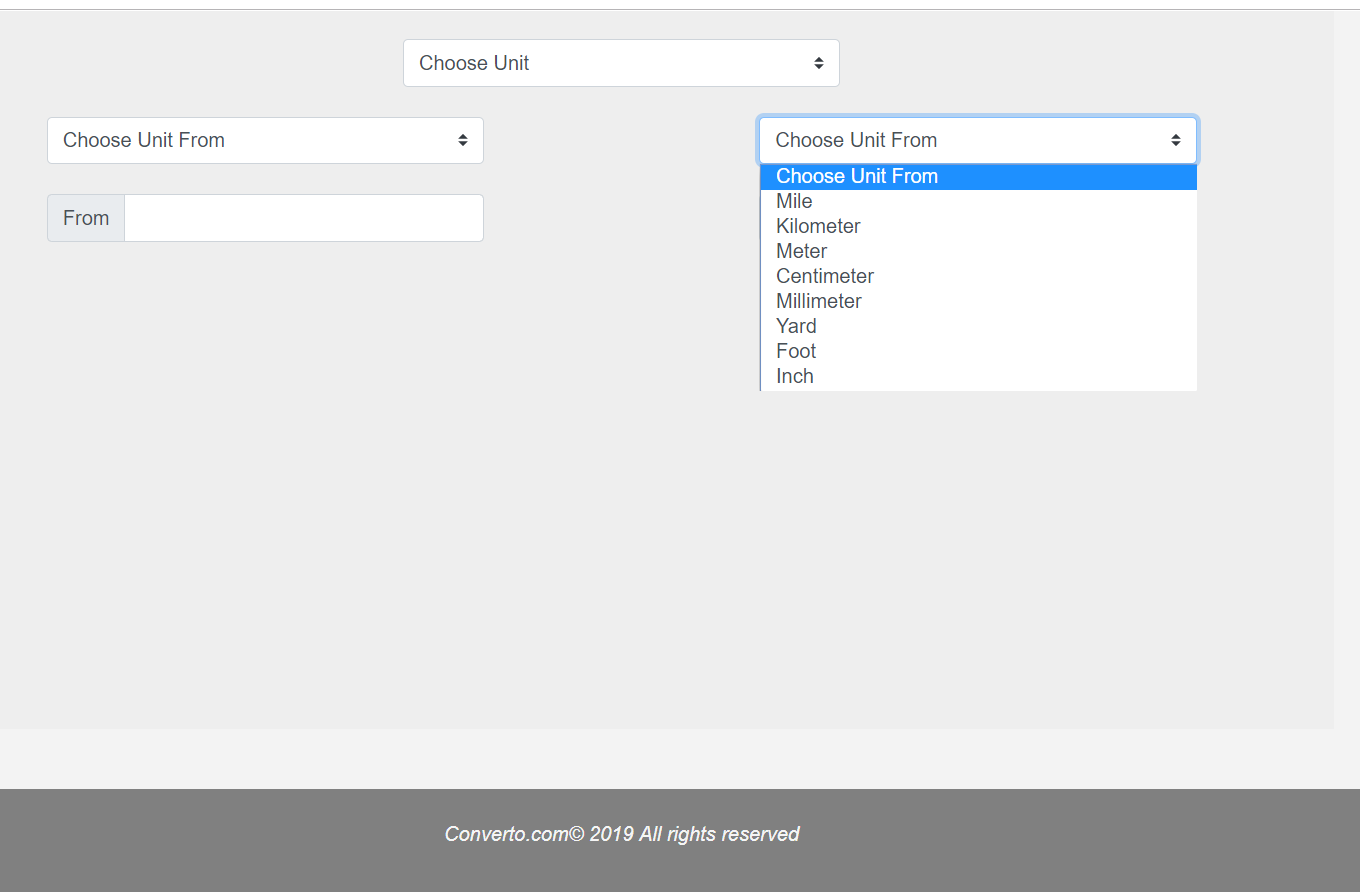 Choose Unit
Choose Unit From
Choose Unit From
Choose Unit From
Mile
Kilometer
Meter
Centimeter
Millimeter
Yard
Foot
Inch
From
Converto.com© 2019 All rights reserved